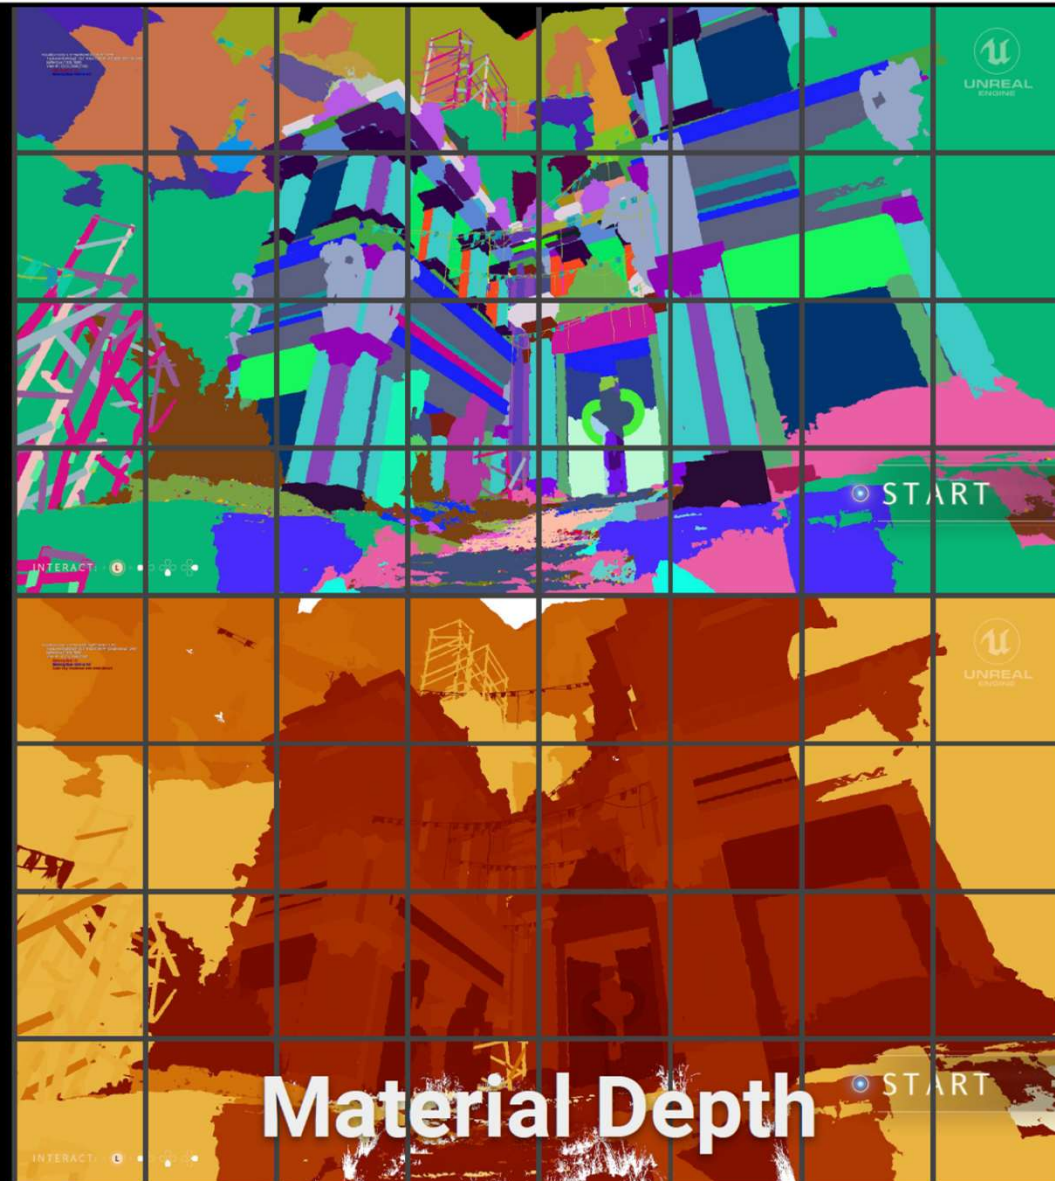 UNREAL
ENGINE
START
INTERACT: L
UNREAL
ENGINE
START
Material Depth
INTERACT: L